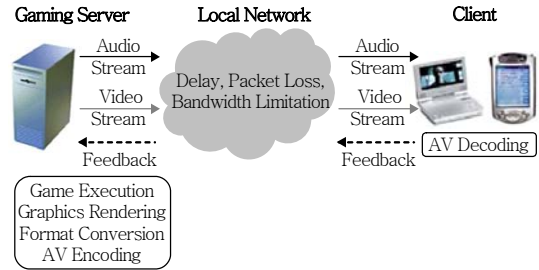 Gaming Server
Local Network
Client
Audio
Stream
Video
Stream
Feedback
Delay, Packet Loss,
Bandwidth Limitation
Audio
Stream
Video
Stream
Feedback
AV Decoding
Game Execution
Graphics Rendering
Format Conversion
AV Encoding